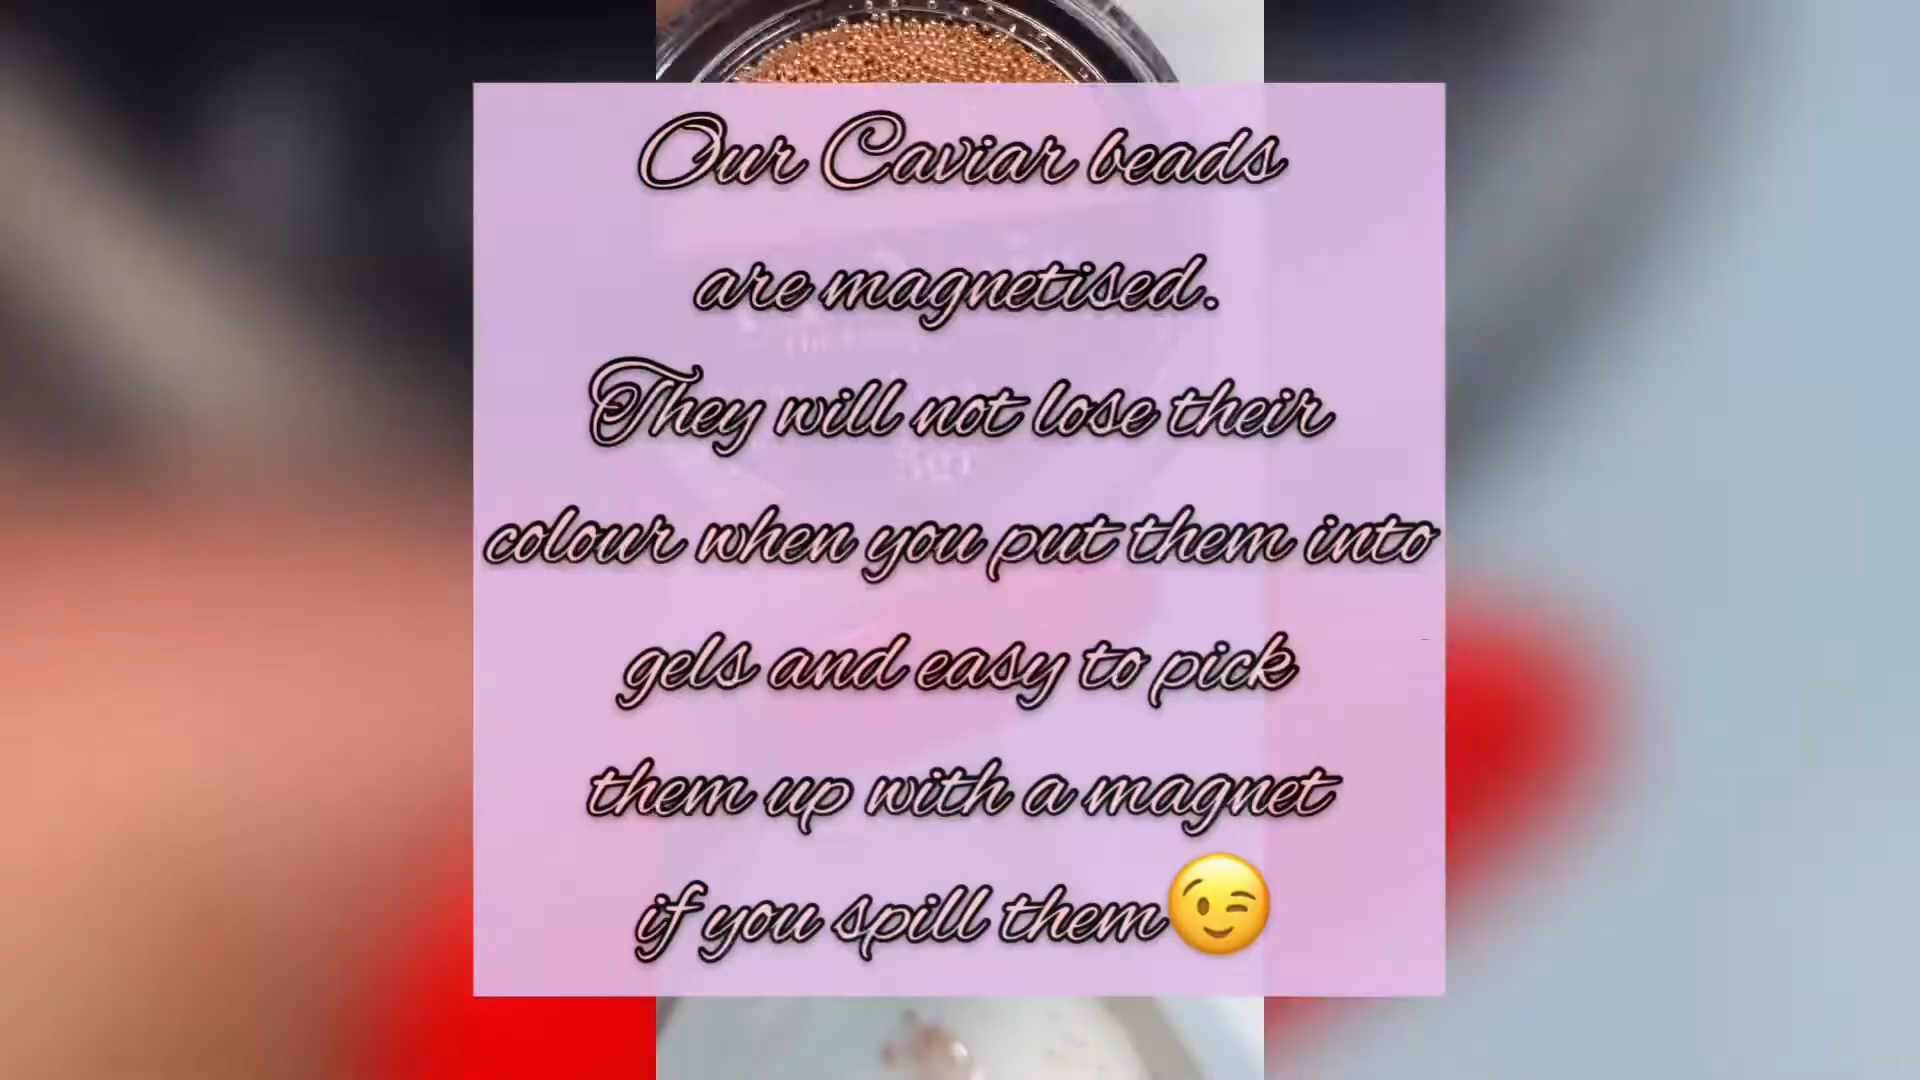 Our Caviar beads
are magnetised.
They will not lose their
colour when you put them into
gels and easy to pick
them up with a magnet
if you spill them😉
8gr